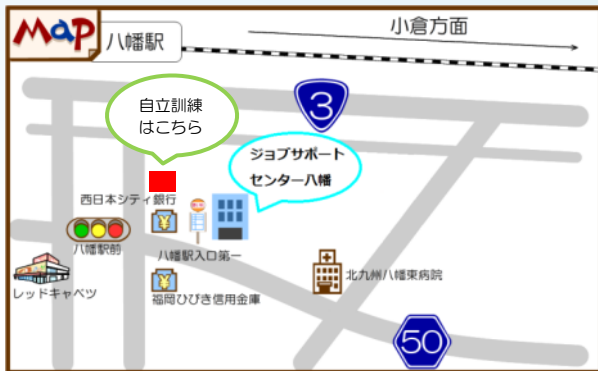 MaP
八幡駅
小倉方面
3
自立訓練
はこちら
ジョブサポート
センター八幡
西日本シティ銀行
八幡駅前
八幡駅入口第一
レッドキャベツ
福岡ひびき信用金庫
北九州八幡東病院
50